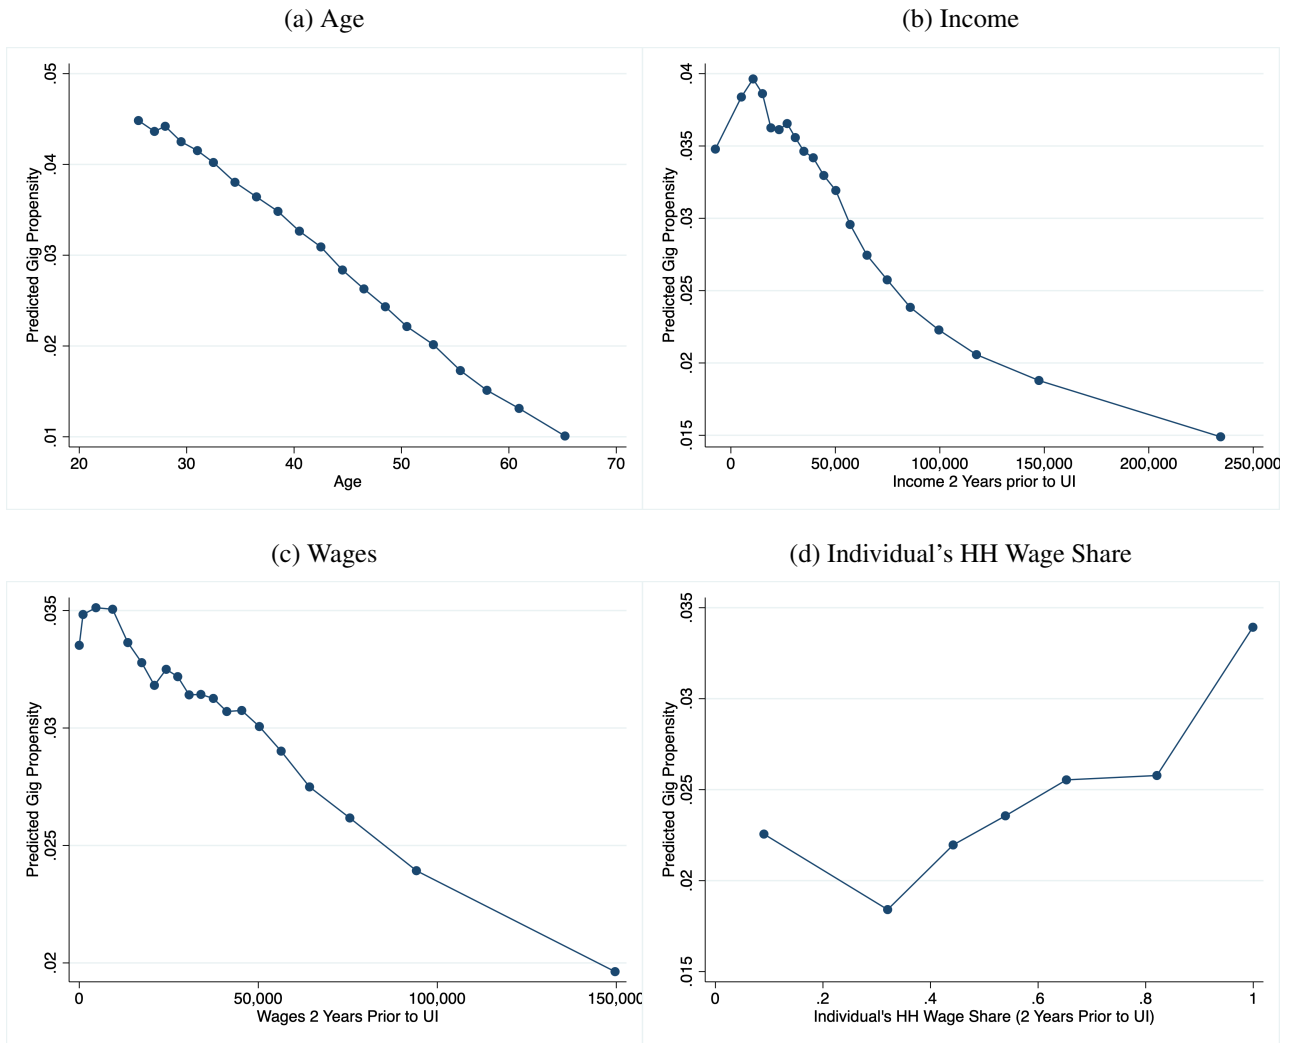 (a) Age
.05
.04
.03
.02
.01
Predicted Gig Propensity
20 30 40 50 60 70
Age
(b) Income
.04
.035
.03
.025
.02
.015
Predicted Gig Propensity
0 50,000 100,000 150,000 200,000 250,000
Income 2 Years prior to UI
(c) Wages
.035
.03
.025
.02
Predicted Gig Propensity
0 50,000 100,000 150,000
Wages 2 Years Prior to UI
(d) Individual’s HH Wage Share
.035
.03
.025
.02
.015
Predicted Gig Propensity
0 .2 .4 .6 .8 1
Individual's HH Wage Share (2 Years Prior to UI)